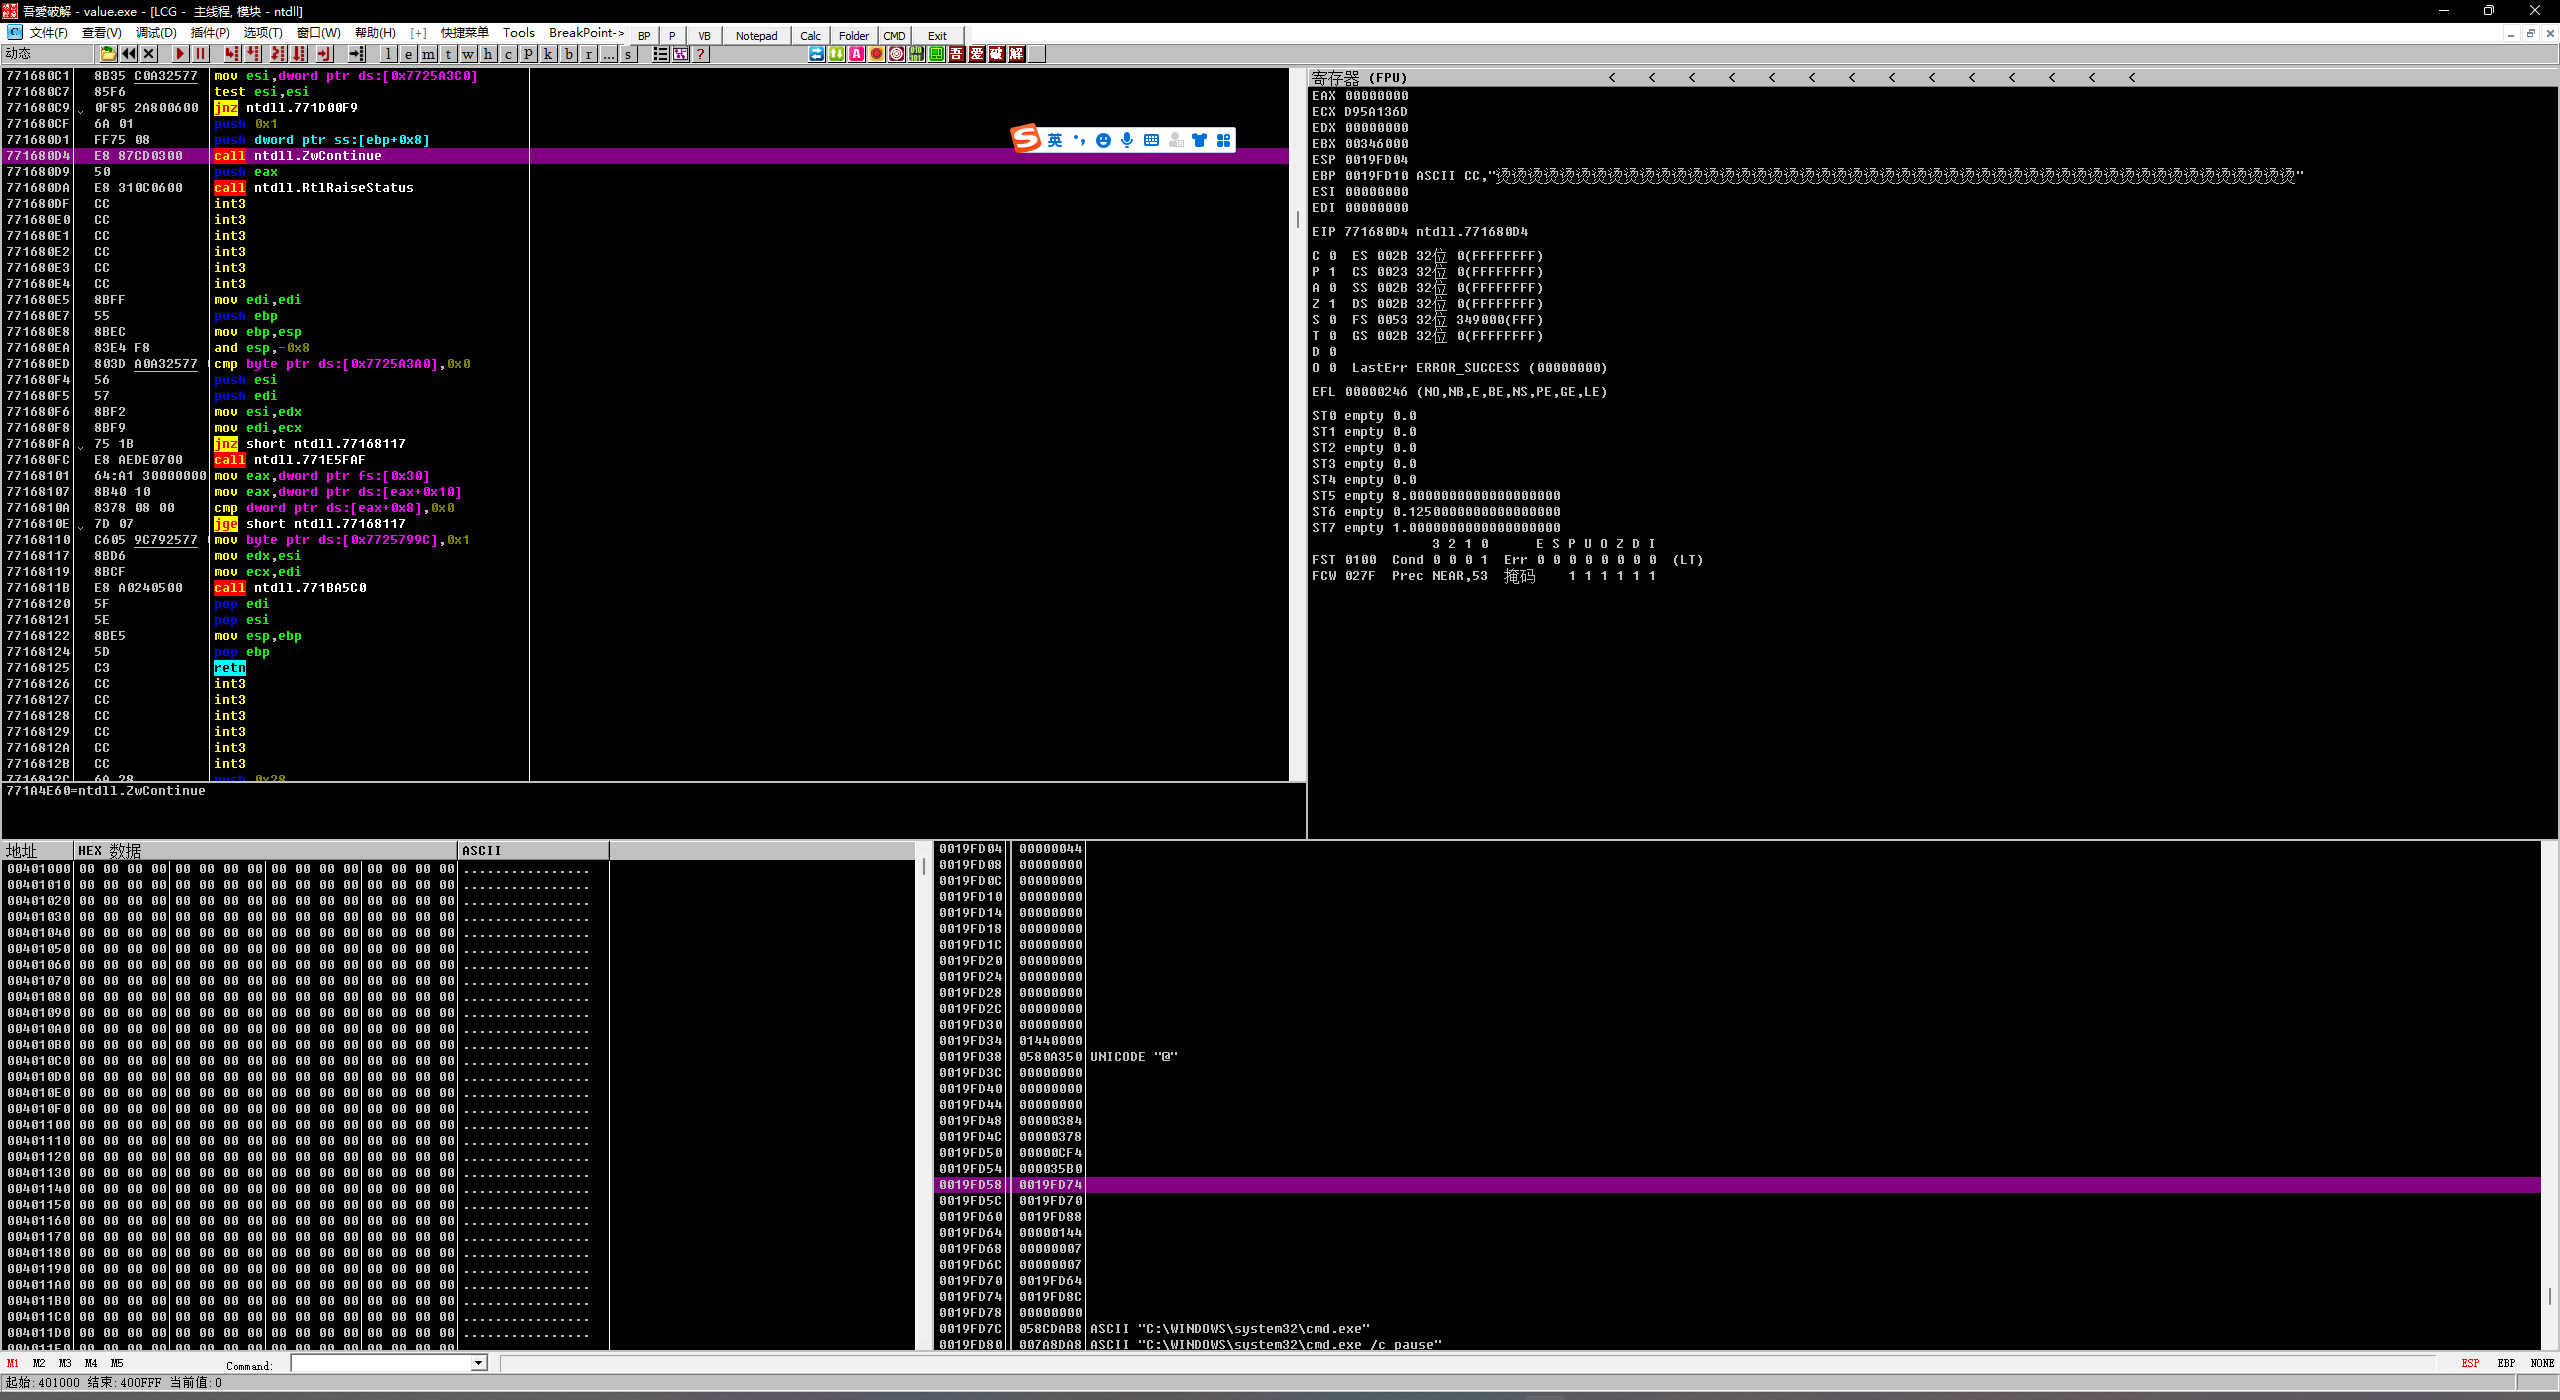 吾爱破解 - value.exe - [LCG - 主线程, 模块 - ntdll]
文件(F) 查看(V) 调试(D) 插件(P) 选项(T) 窗口(W) 帮助(H) [+] 快捷菜单 Tools BreakPoint-> BP P VB Notepad Calc Folder CMD Exit
动态 l e m t w h c p k b r ... s ? 吾 爱 破 解
771680C1 8B35 C0A32577 mov esi,dword ptr ds:[0x7725A3C0]
771680C7 85F6 test esi,esi
771680C9 0F85 2A800600 jnz ntdll.771D00F9
771680CF 6A 01 push 0x1
771680D1 FF75 08 push dword ptr ss:[ebp+0x8]
771680D4 E8 87CD0300 call ntdll.ZwContinue
771680D9 50 push eax
771680DA E8 310C0600 call ntdll.RtlRaiseStatus
771680DF CC int3
771680E0 CC int3
771680E1 CC int3
771680E2 CC int3
771680E3 CC int3
771680E4 CC int3
771680E5 8BFF mov edi,edi
771680E7 55 push ebp
771680E8 8BEC mov ebp,esp
771680EA 83E4 F8 and esp,-0x8
771680ED 803D A0A32577 cmp byte ptr ds:[0x7725A3A0],0x0
771680F4 56 push esi
771680F5 57 push edi
771680F6 8BF2 mov esi,edx
771680F8 8BF9 mov edi,ecx
771680FA 75 1B jnz short ntdll.77168117
771680FC E8 AEDE0700 call ntdll.771E5FAF
77168101 64:A1 30000000 mov eax,dword ptr fs:[0x30]
77168107 8B40 10 mov eax,dword ptr ds:[eax+0x10]
7716810A 8378 08 00 cmp dword ptr ds:[eax+0x8],0x0
7716810E 7D 07 jge short ntdll.77168117
77168110 C605 9C792577 mov byte ptr ds:[0x7725799C],0x1
77168117 8BD6 mov edx,esi
77168119 8BCF mov ecx,edi
7716811B E8 A0240500 call ntdll.771BA5C0
77168120 5F pop edi
77168121 5E pop esi
77168122 8BE5 mov esp,ebp
77168124 5D pop ebp
77168125 C3 retn
77168126 CC int3
77168127 CC int3
77168128 CC int3
77168129 CC int3
7716812A CC int3
7716812B CC int3
7716812C 6A 28 push 0x28
771A4E60=ntdll.ZwContinue
英
寄存器 (FPU) < < < < < < < < < < < < < <
EAX 00000000
ECX D95A136D
EDX 00000000
EBX 00346000
ESP 0019FD04
EBP 0019FD10 ASCII CC,"烫烫烫烫烫烫烫烫烫烫烫烫烫烫烫烫烫烫烫烫烫烫烫烫烫烫烫烫烫烫烫烫烫烫烫烫烫烫烫烫烫烫烫烫烫烫烫烫烫烫"
ESI 00000000
EDI 00000000
EIP 771680D4 ntdll.771680D4
C 0 ES 002B 32位 0(FFFFFFFF)
P 1 CS 0023 32位 0(FFFFFFFF)
A 0 SS 002B 32位 0(FFFFFFFF)
Z 1 DS 002B 32位 0(FFFFFFFF)
S 0 FS 0053 32位 349000(FFF)
T 0 GS 002B 32位 0(FFFFFFFF)
D 0
O 0 LastErr ERROR_SUCCESS (00000000)
EFL 00000246 (NO,NB,E,BE,NS,PE,GE,LE)
ST0 empty 0.0
ST1 empty 0.0
ST2 empty 0.0
ST3 empty 0.0
ST4 empty 0.0
ST5 empty 8.0000000000000000000
ST6 empty 0.1250000000000000000
ST7 empty 1.0000000000000000000
3 2 1 0 E S P U O Z D I
FST 0100 Cond 0 0 0 1 Err 0 0 0 0 0 0 0 0 (LT)
FCW 027F Prec NEAR,53 掩码 1 1 1 1 1 1
地址 HEX 数据 ASCII
00401000 00 00 00 00 00 00 00 00 00 00 00 00 00 00 00 00 ................
00401010 00 00 00 00 00 00 00 00 00 00 00 00 00 00 00 00 ................
00401020 00 00 00 00 00 00 00 00 00 00 00 00 00 00 00 00 ................
00401030 00 00 00 00 00 00 00 00 00 00 00 00 00 00 00 00 ................
00401040 00 00 00 00 00 00 00 00 00 00 00 00 00 00 00 00 ................
00401050 00 00 00 00 00 00 00 00 00 00 00 00 00 00 00 00 ................
00401060 00 00 00 00 00 00 00 00 00 00 00 00 00 00 00 00 ................
00401070 00 00 00 00 00 00 00 00 00 00 00 00 00 00 00 00 ................
00401080 00 00 00 00 00 00 00 00 00 00 00 00 00 00 00 00 ................
00401090 00 00 00 00 00 00 00 00 00 00 00 00 00 00 00 00 ................
004010A0 00 00 00 00 00 00 00 00 00 00 00 00 00 00 00 00 ................
004010B0 00 00 00 00 00 00 00 00 00 00 00 00 00 00 00 00 ................
004010C0 00 00 00 00 00 00 00 00 00 00 00 00 00 00 00 00 ................
004010D0 00 00 00 00 00 00 00 00 00 00 00 00 00 00 00 00 ................
004010E0 00 00 00 00 00 00 00 00 00 00 00 00 00 00 00 00 ................
004010F0 00 00 00 00 00 00 00 00 00 00 00 00 00 00 00 00 ................
00401100 00 00 00 00 00 00 00 00 00 00 00 00 00 00 00 00 ................
00401110 00 00 00 00 00 00 00 00 00 00 00 00 00 00 00 00 ................
00401120 00 00 00 00 00 00 00 00 00 00 00 00 00 00 00 00 ................
00401130 00 00 00 00 00 00 00 00 00 00 00 00 00 00 00 00 ................
00401140 00 00 00 00 00 00 00 00 00 00 00 00 00 00 00 00 ................
00401150 00 00 00 00 00 00 00 00 00 00 00 00 00 00 00 00 ................
00401160 00 00 00 00 00 00 00 00 00 00 00 00 00 00 00 00 ................
00401170 00 00 00 00 00 00 00 00 00 00 00 00 00 00 00 00 ................
00401180 00 00 00 00 00 00 00 00 00 00 00 00 00 00 00 00 ................
00401190 00 00 00 00 00 00 00 00 00 00 00 00 00 00 00 00 ................
004011A0 00 00 00 00 00 00 00 00 00 00 00 00 00 00 00 00 ................
004011B0 00 00 00 00 00 00 00 00 00 00 00 00 00 00 00 00 ................
004011C0 00 00 00 00 00 00 00 00 00 00 00 00 00 00 00 00 ................
004011D0 00 00 00 00 00 00 00 00 00 00 00 00 00 00 00 00 ................
004011E0 00 00 00 00 00 00 00 00 00 00 00 00 00 00 00 00
0019FD04 00000044
0019FD08 00000000
0019FD0C 00000000
0019FD10 00000000
0019FD14 00000000
0019FD18 00000000
0019FD1C 00000000
0019FD20 00000000
0019FD24 00000000
0019FD28 00000000
0019FD2C 00000000
0019FD30 00000000
0019FD34 01440000
0019FD38 0580A350 UNICODE "@"
0019FD3C 00000000
0019FD40 00000000
0019FD44 00000000
0019FD48 00000384
0019FD4C 00000378
0019FD50 00000CF4
0019FD54 000035B0
0019FD58 0019FD74
0019FD5C 0019FD70
0019FD60 0019FD88
0019FD64 00000144
0019FD68 00000007
0019FD6C 00000007
0019FD70 0019FD64
0019FD74 0019FD8C
0019FD78 00000000
0019FD7C 058CDAB8 ASCII "C:\WINDOWS\system32\cmd.exe"
0019FD80 007A8DA8 ASCII "C:\WINDOWS\system32\cmd.exe /c pause"
M1 M2 M3 M4 M5 Command: ESP EBP NONE
起始:401000 结束:400FFF 当前值:0